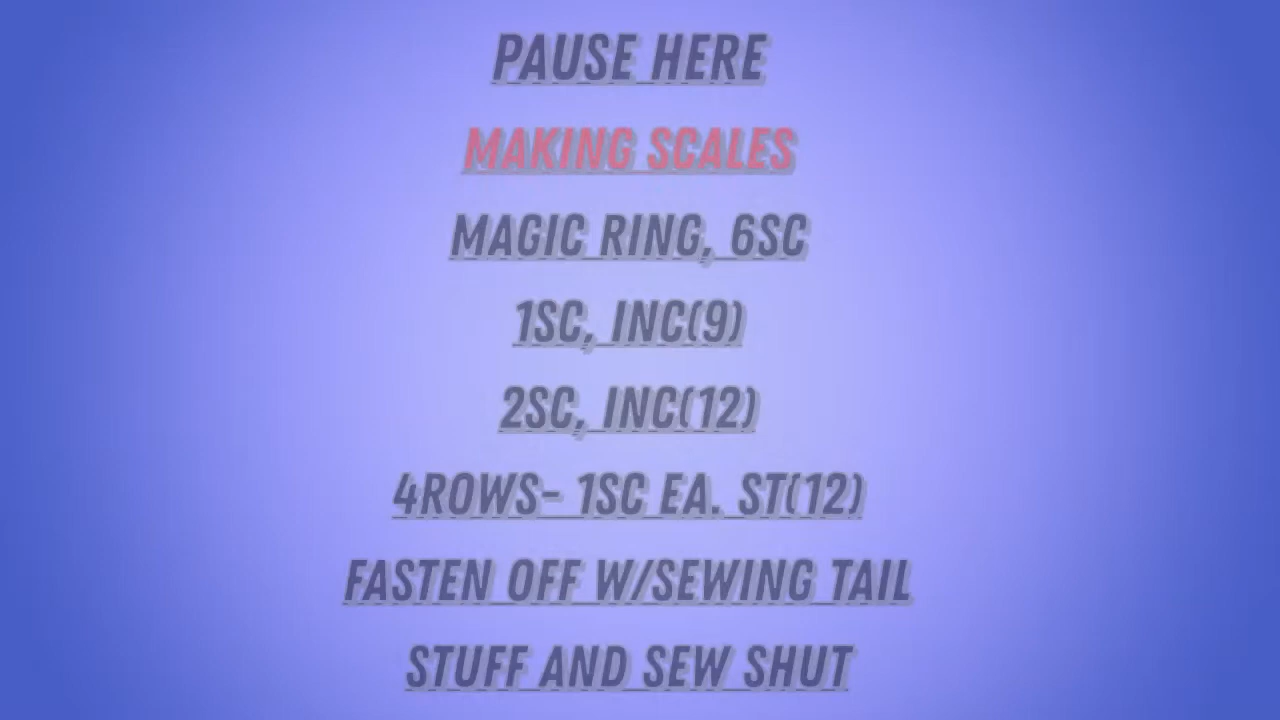 PAUSE HERE
MAKING SCALES
MAGIC RING, 6SC
1SC, INC(9)
2SC, INC(12)
4ROWS- 1SC EA. ST(12)
FASTEN OFF W/SEWING TAIL
STUFF AND SEW SHUT